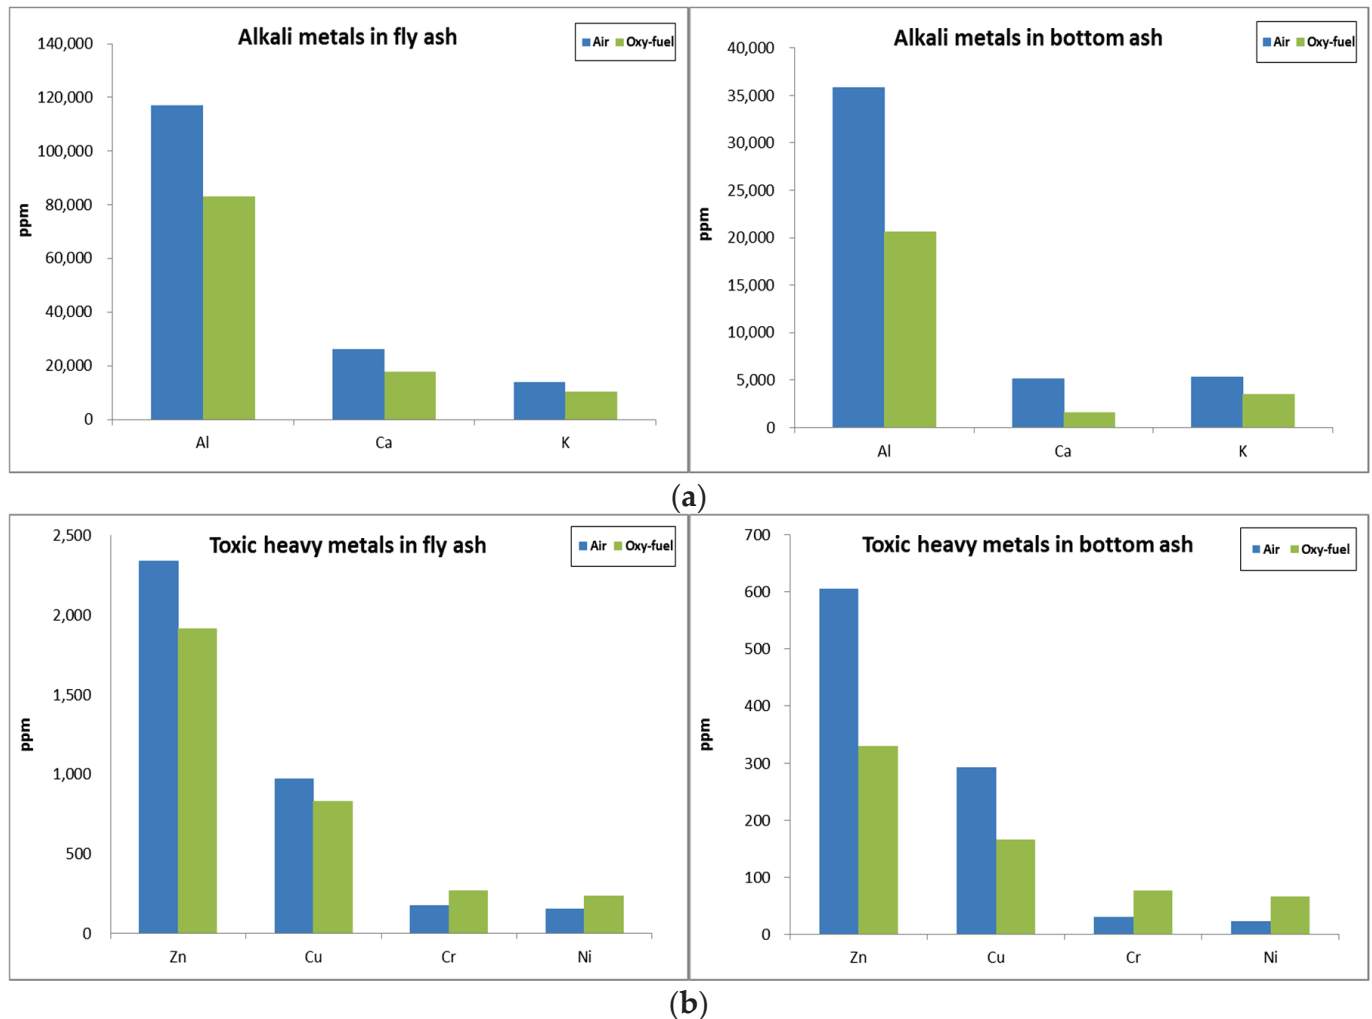 Alkali metals in fly ash
Air Oxy-fuel
140,000
120,000
100,000
80,000
60,000
40,000
20,000
0
ppm
Al Ca K
Alkali metals in bottom ash
Air Oxy-fuel
40,000
35,000
30,000
25,000
20,000
15,000
10,000
5,000
0
ppm
Al Ca K
(a)
Toxic heavy metals in fly ash
Air Oxy-fuel
2,500
2,000
1,500
1,000
500
0
ppm
Zn Cu Cr Ni
Toxic heavy metals in bottom ash
Air Oxy-fuel
700
600
500
400
300
200
100
0
ppm
Zn Cu Cr Ni
(b)